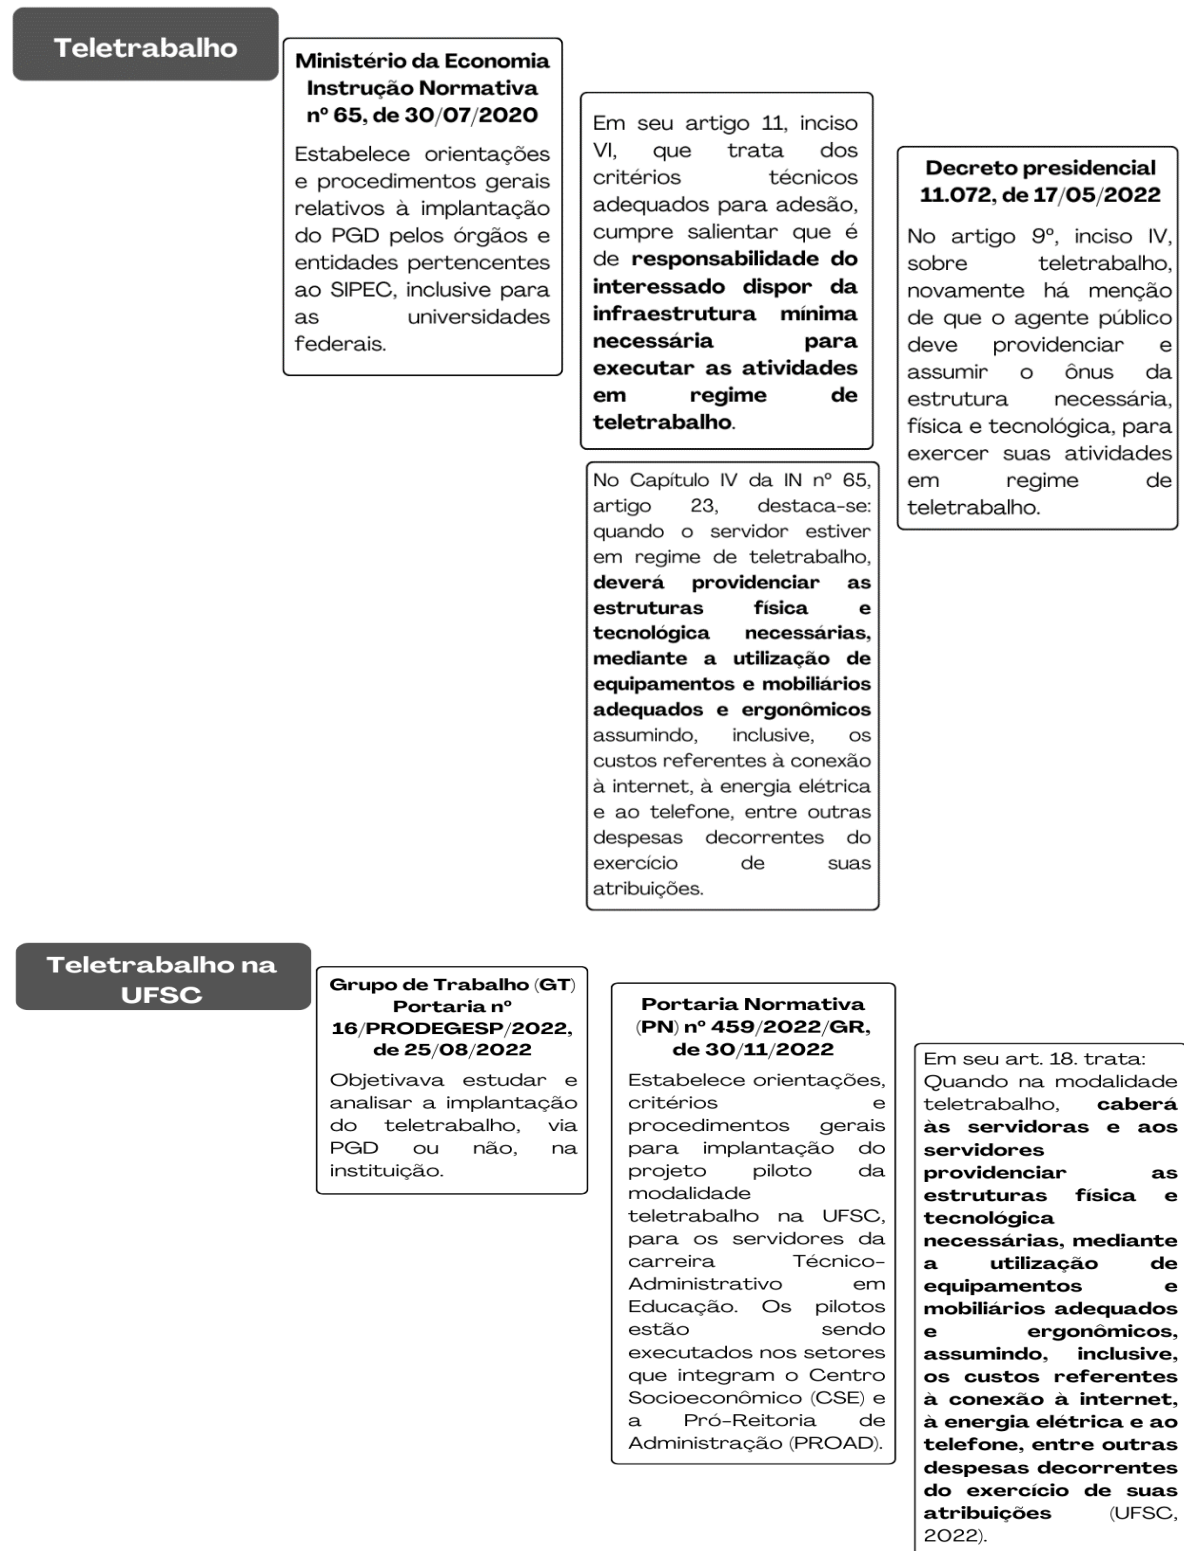 Teletrabalho
Ministério da Economia
Instrução Normativa
nº 65, de 30/07/2020
Estabelece orientações
e procedimentos gerais
relativos à implantação
do PGD pelos órgãos e
entidades pertencentes
ao SIPEC, inclusive para
as universidades
federais.
Em seu artigo 11, inciso
VI, que trata dos
critérios técnicos
adequados para adesão,
cumpre salientar que é
de responsabilidade do
interessado dispor da
infraestrutura mínima
necessária para
executar as atividades
em regime de
teletrabalho.
No Capítulo IV da IN nº 65,
artigo 23, destaca-se:
quando o servidor estiver
em regime de teletrabalho,
deverá providenciar as
estruturas física e
tecnológica necessárias,
mediante a utilização de
equipamentos e mobiliários
adequados e ergonômicos
assumindo, inclusive, os
custos referentes à conexão
à internet, à energia elétrica
e ao telefone, entre outras
despesas decorrentes do
exercício de suas
atribuições.
Decreto presidencial
11.072, de 17/05/2022
No artigo 9º, inciso IV,
sobre teletrabalho,
novamente há menção
de que o agente público
deve providenciar e
assumir o ônus da
estrutura necessária,
física e tecnológica, para
exercer suas atividades
em regime de
teletrabalho.
Teletrabalho na
UFSC
Grupo de Trabalho (GT)
Portaria nº
16/PRODEGESP/2022,
de 25/08/2022
Objetivava estudar e
analisar a implantação
do teletrabalho, via
PGD ou não, na
instituição.
Portaria Normativa
(PN) nº 459/2022/GR,
de 30/11/2022
Estabelece orientações,
critérios e
procedimentos gerais
para implantação do
projeto piloto da
modalidade
teletrabalho na UFSC,
para os servidores da
carreira Técnico-
Administrativo em
Educação. Os pilotos
estão sendo
executados nos setores
que integram o Centro
Socioeconômico (CSE) e
a Pró-Reitoria de
Administração (PROAD).
Em seu art. 18. trata:
Quando na modalidade
teletrabalho, caberá
às servidoras e aos
servidores
providenciar as
estruturas física e
tecnológica
necessárias, mediante
a utilização de
equipamentos e
mobiliários adequados
e ergonômicos,
assumindo, inclusive,
os custos referentes
à conexão à internet,
à energia elétrica e ao
telefone, entre outras
despesas decorrentes
do exercício de suas
atribuições (UFSC,
2022).